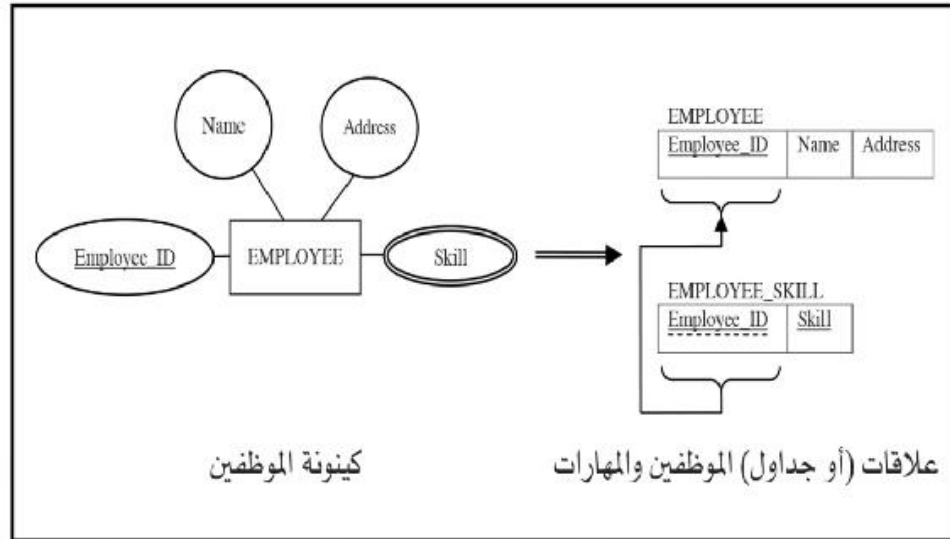 Name
Address
Employee_ID
EMPLOYEE
Skill
EMPLOYEE
Employee_ID Name Address
EMPLOYEE_SKILL
Employee_ID Skill
كينونة الموظفين
علاقات (أو جداول) الموظفين والمهارات